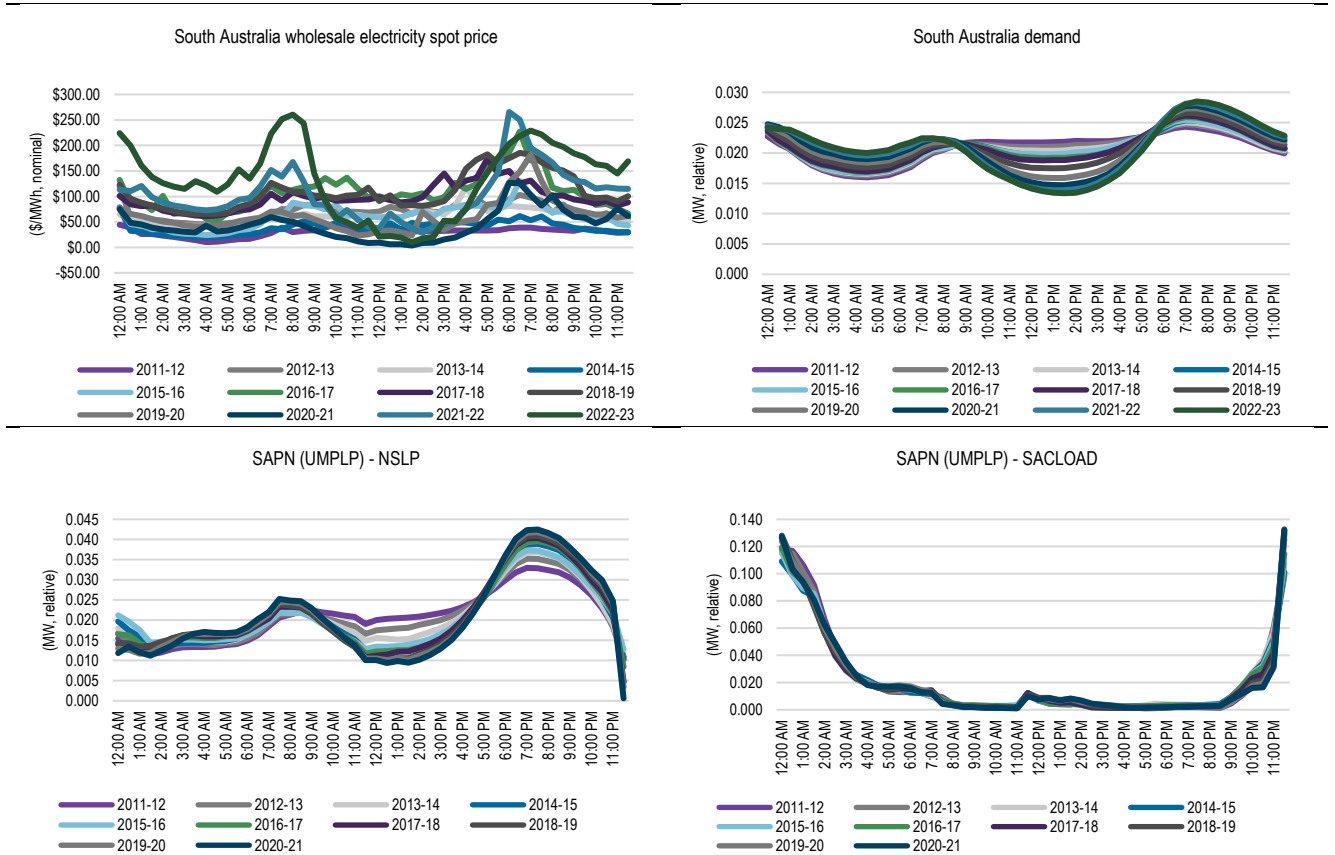 South Australia wholesale electricity spot price
($/MWh, nominal)
$300.00
$250.00
$200.00
$150.00
$100.00
$50.00
$0.00
-$50.00
12:00 AM
1:00 AM
2:00 AM
3:00 AM
4:00 AM
5:00 AM
6:00 AM
7:00 AM
8:00 AM
9:00 AM
10:00 AM
11:00 AM
12:00 PM
1:00 PM
2:00 PM
3:00 PM
4:00 PM
5:00 PM
6:00 PM
7:00 PM
8:00 PM
9:00 PM
10:00 PM
11:00 PM
2011-12 2012-13 2013-14 2014-15
2015-16 2016-17 2017-18 2018-19
2019-20 2020-21 2021-22 2022-23
South Australia demand
(MW, relative)
0.030
0.025
0.020
0.015
0.010
0.005
0.000
12:00 AM
1:00 AM
2:00 AM
3:00 AM
4:00 AM
5:00 AM
6:00 AM
7:00 AM
8:00 AM
9:00 AM
10:00 AM
11:00 AM
12:00 PM
1:00 PM
2:00 PM
3:00 PM
4:00 PM
5:00 PM
6:00 PM
7:00 PM
8:00 PM
9:00 PM
10:00 PM
11:00 PM
2011-12 2012-13 2013-14 2014-15
2015-16 2016-17 2017-18 2018-19
2019-20 2020-21 2021-22 2022-23
SAPN (UMPLP) - NSLP
(MW, relative)
0.045
0.040
0.035
0.030
0.025
0.020
0.015
0.010
0.005
0.000
12:00 AM
1:00 AM
2:00 AM
3:00 AM
4:00 AM
5:00 AM
6:00 AM
7:00 AM
8:00 AM
9:00 AM
10:00 AM
11:00 AM
12:00 PM
1:00 PM
2:00 PM
3:00 PM
4:00 PM
5:00 PM
6:00 PM
7:00 PM
8:00 PM
9:00 PM
10:00 PM
11:00 PM
2011-12 2012-13 2013-14 2014-15
2015-16 2016-17 2017-18 2018-19
2019-20 2020-21
SAPN (UMPLP) - SACLOAD
(MW, relative)
0.140
0.120
0.100
0.080
0.060
0.040
0.020
0.000
12:00 AM
1:00 AM
2:00 AM
3:00 AM
4:00 AM
5:00 AM
6:00 AM
7:00 AM
8:00 AM
9:00 AM
10:00 AM
11:00 AM
12:00 PM
1:00 PM
2:00 PM
3:00 PM
4:00 PM
5:00 PM
6:00 PM
7:00 PM
8:00 PM
9:00 PM
10:00 PM
11:00 PM
2011-12 2012-13 2013-14 2014-15
2015-16 2016-17 2017-18 2018-19
2019-20 2020-21